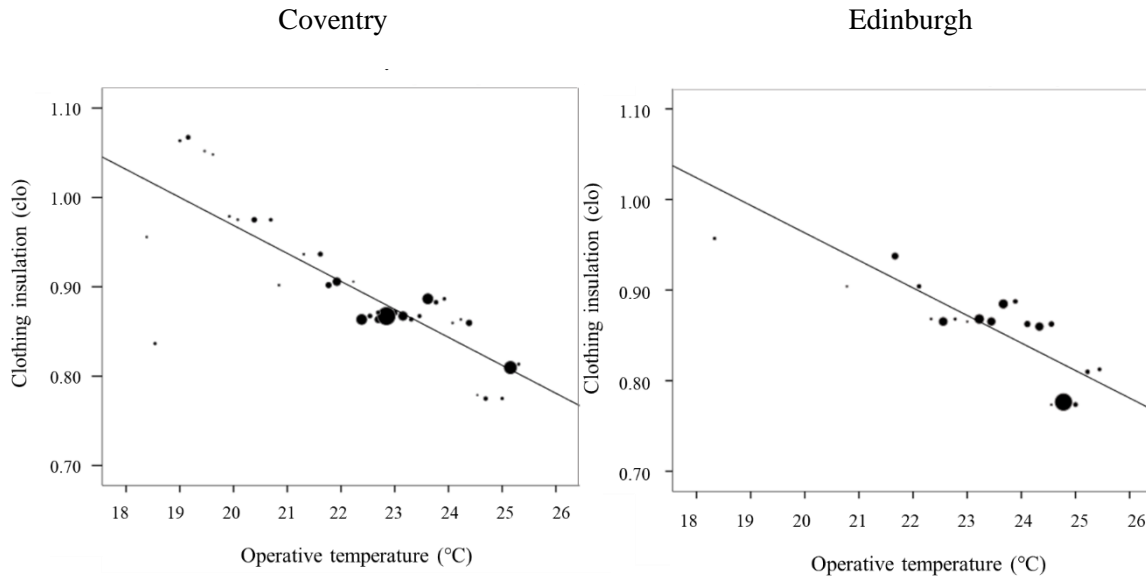 Coventry
Edinburgh
Clothing insulation (clo)
1.10
1.00
0.90
0.80
0.70
18 19 20 21 22 23 24 25 26
Operative temperature (°C)
Clothing insulation (clo)
1.10
1.00
0.90
0.80
0.70
18 19 20 21 22 23 24 25 26
Operative temperature (°C)